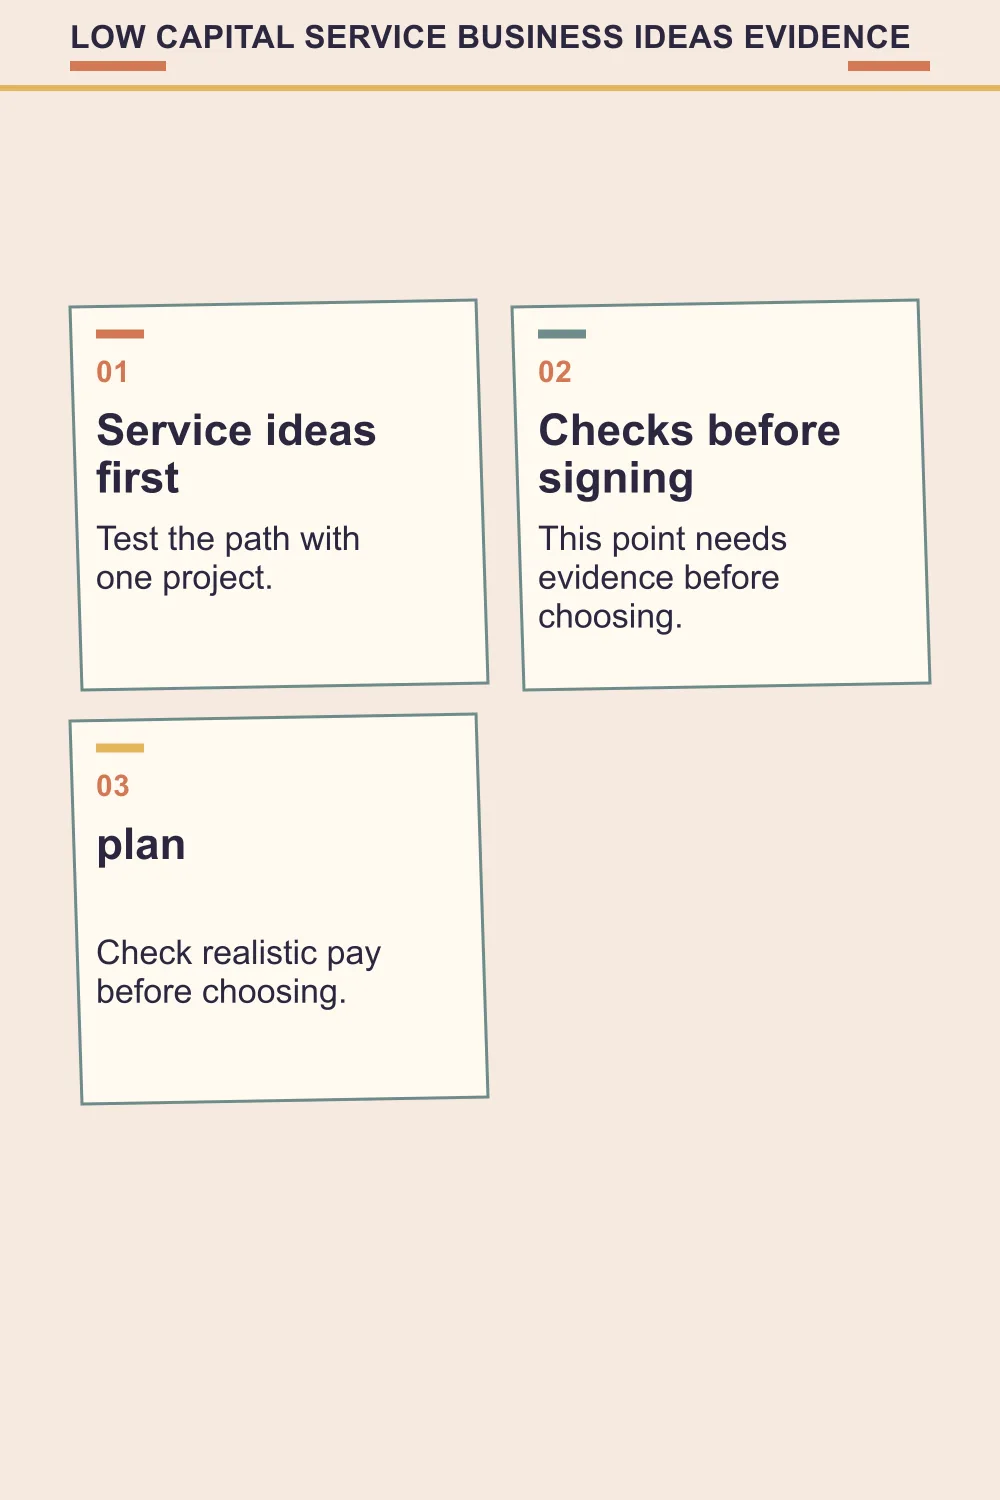 LOW CAPITAL SERVICE BUSINESS IDEAS EVIDENCE
01
Service ideas
first
Test the path with
one project.
02
Checks before
signing
This point needs
evidence before
choosing.
03
plan
Check realistic pay
before choosing.